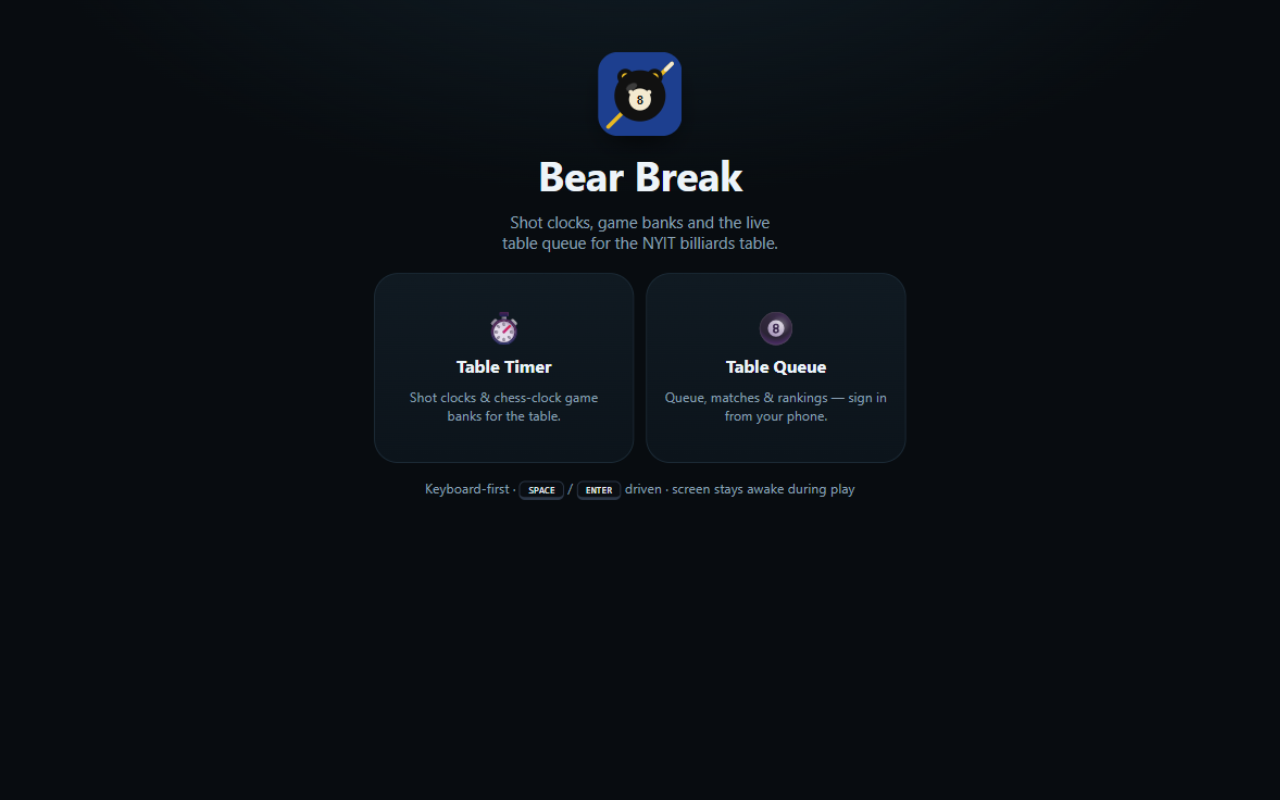 8
Bear Break
Shot clocks, game banks and the live
table queue for the NYIT billiards table.
Table Timer
Shot clocks & chess-clock game
banks for the table.
8
Table Queue
Queue, matches & rankings — sign in
from your phone.
Keyboard-first · SPACE / ENTER driven · screen stays awake during play